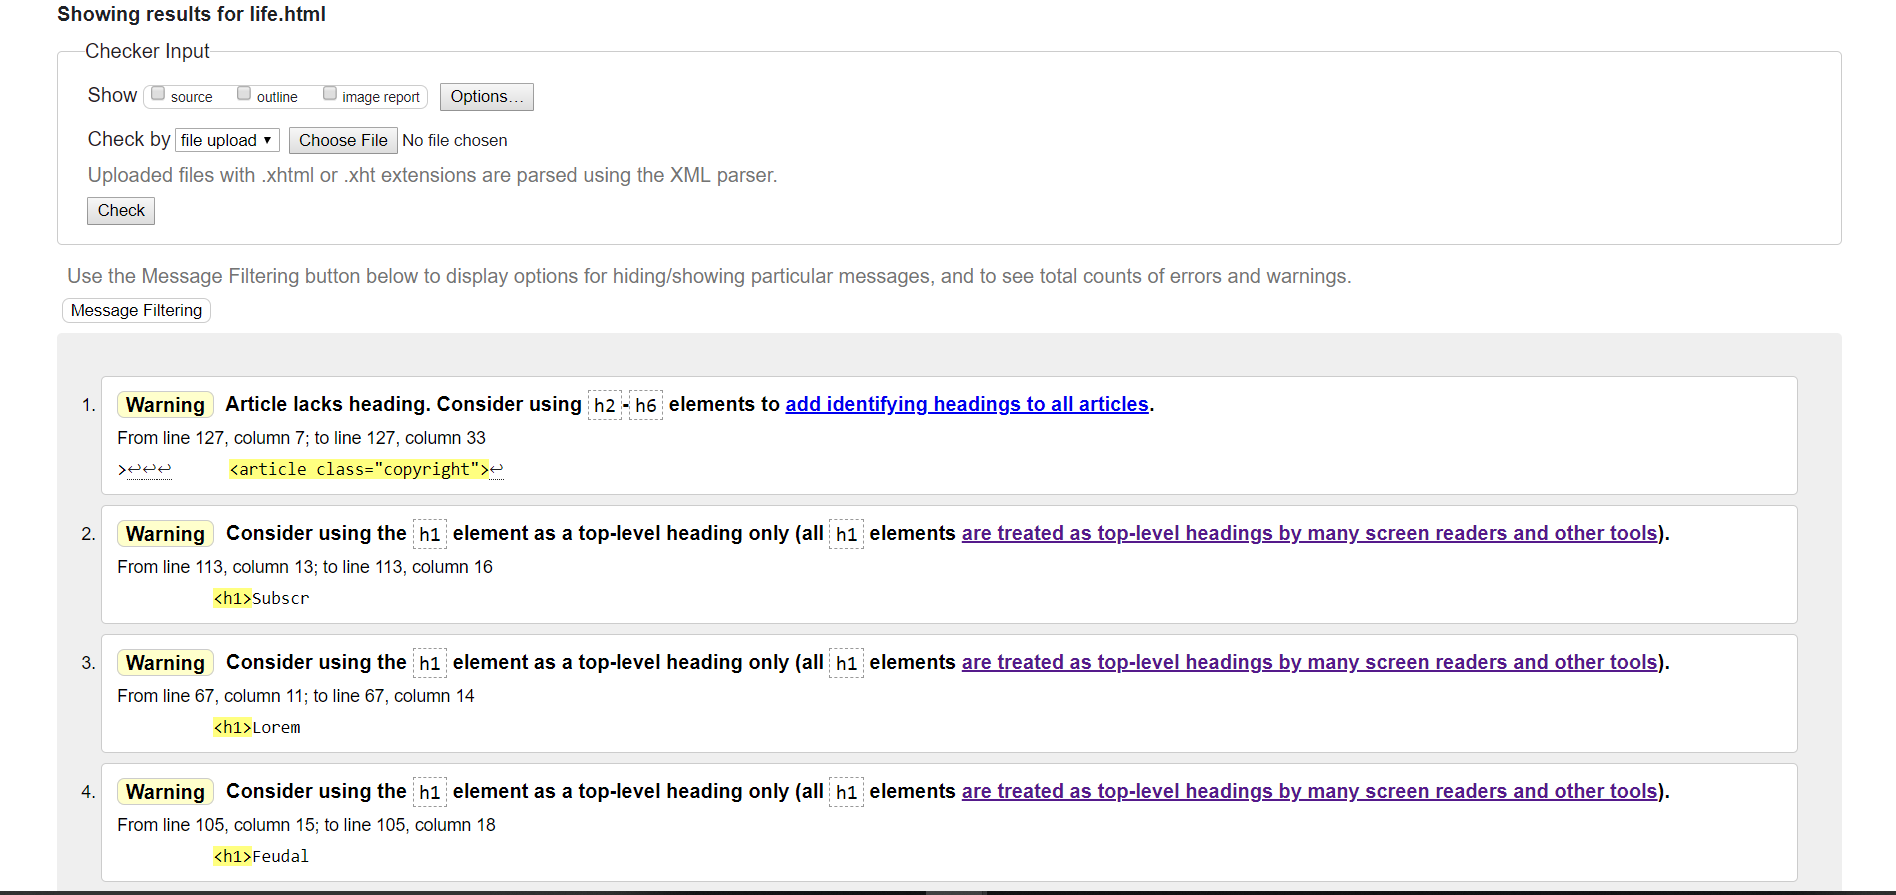 Showing results for life.html
Checker Input
Show source outline image report Options...
Check by file upload ▾ Choose File No file chosen
Uploaded files with .xhtml or .xht extensions are parsed using the XML parser.
Check
Use the Message Filtering button below to display options for hiding/showing particular messages, and to see total counts of errors and warnings.
Message Filtering
1. Warning Article lacks heading. Consider using h2-h6 elements to add identifying headings to all articles.
From line 127, column 7; to line 127, column 33
>↩↩↩ <article class="copyright">↩
2. Warning Consider using the h1 element as a top-level heading only (all h1 elements are treated as top-level headings by many screen readers and other tools).
From line 113, column 13; to line 113, column 16
<h1>Subscr
3. Warning Consider using the h1 element as a top-level heading only (all h1 elements are treated as top-level headings by many screen readers and other tools).
From line 67, column 11; to line 67, column 14
<h1>Lorem
4. Warning Consider using the h1 element as a top-level heading only (all h1 elements are treated as top-level headings by many screen readers and other tools).
From line 105, column 15; to line 105, column 18
<h1>Feudal